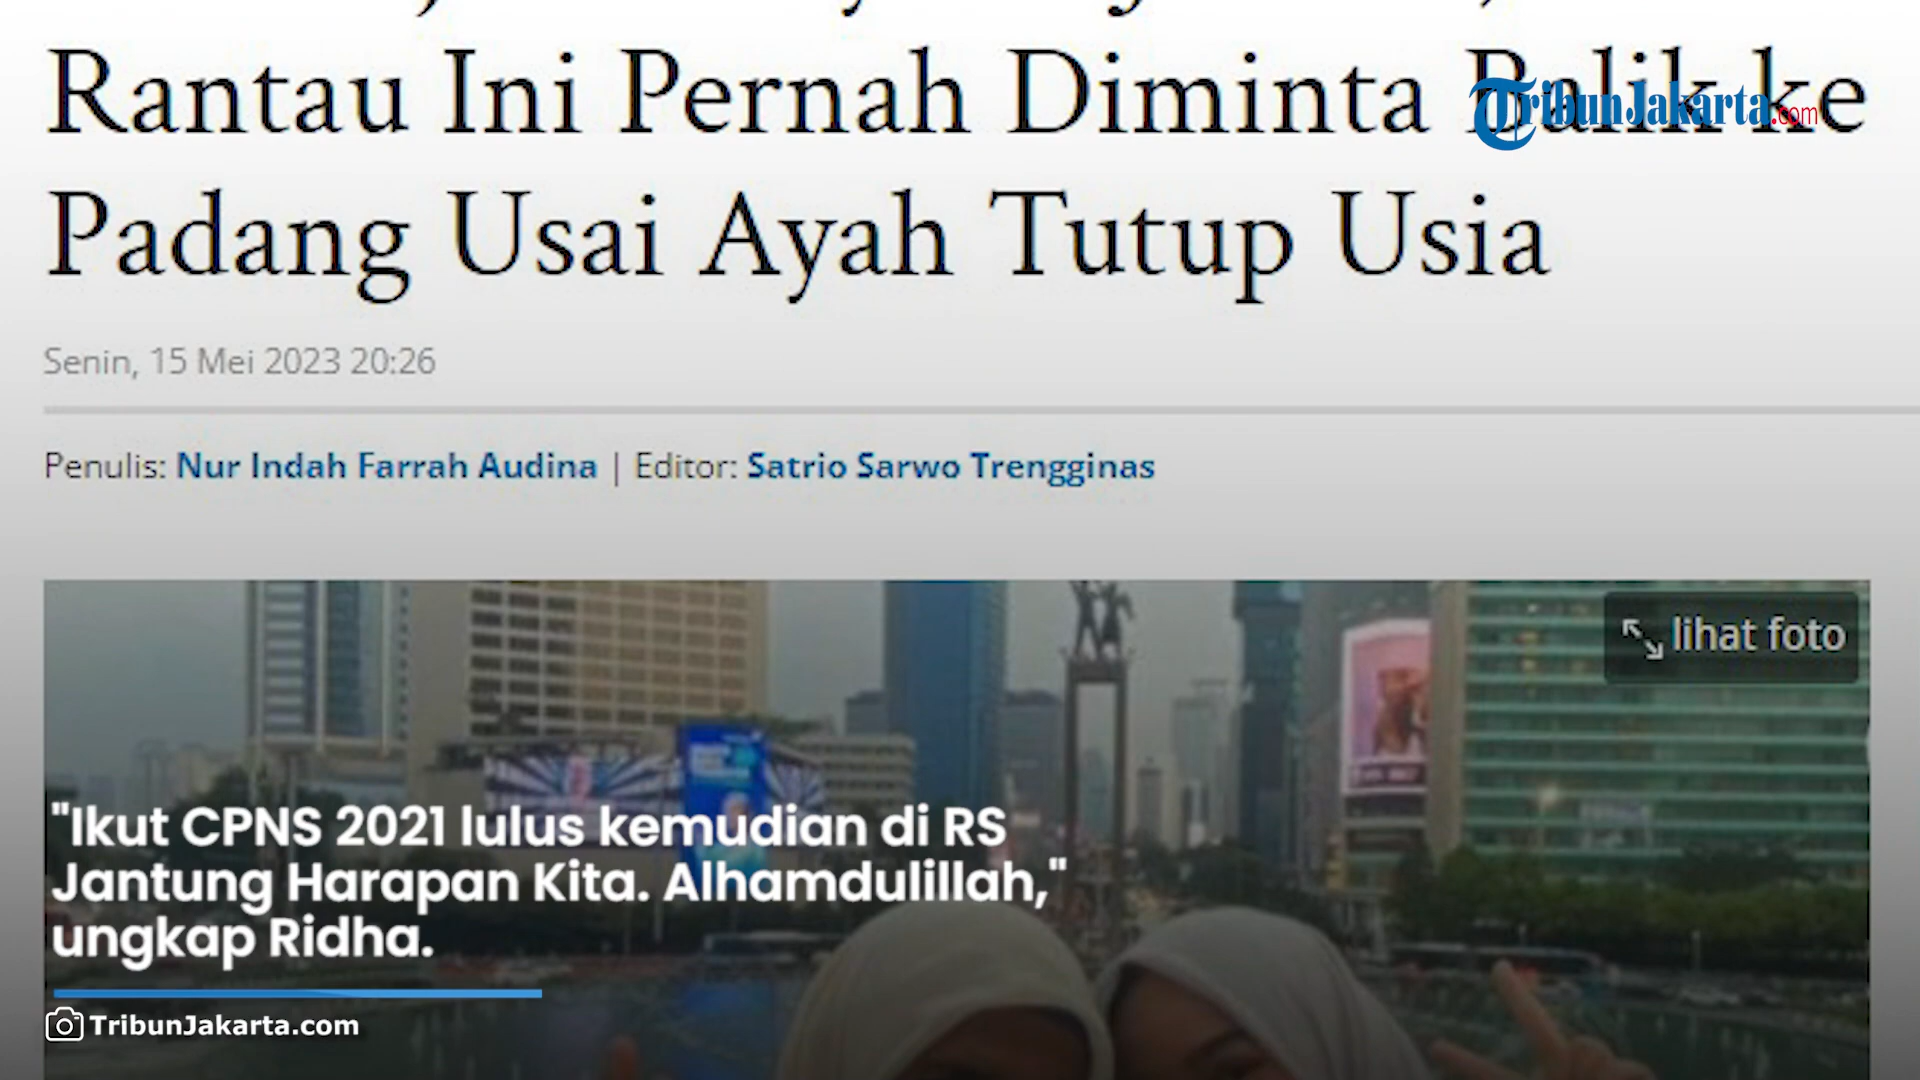 Rantau Ini Pernah Diminta Balik ke
TribunJakarta.com
Padang Usai Ayah Tutup Usia
Senin, 15 Mei 2023 20:26
Penulis: Nur Indah Farrah Audina | Editor: Satrio Sarwo Trengginas
lihat foto
"Ikut CPNS 2021 lulus kemudian di RS
Jantung Harapan Kita. Alhamdulillah,"
ungkap Ridha.
TribunJakarta.com